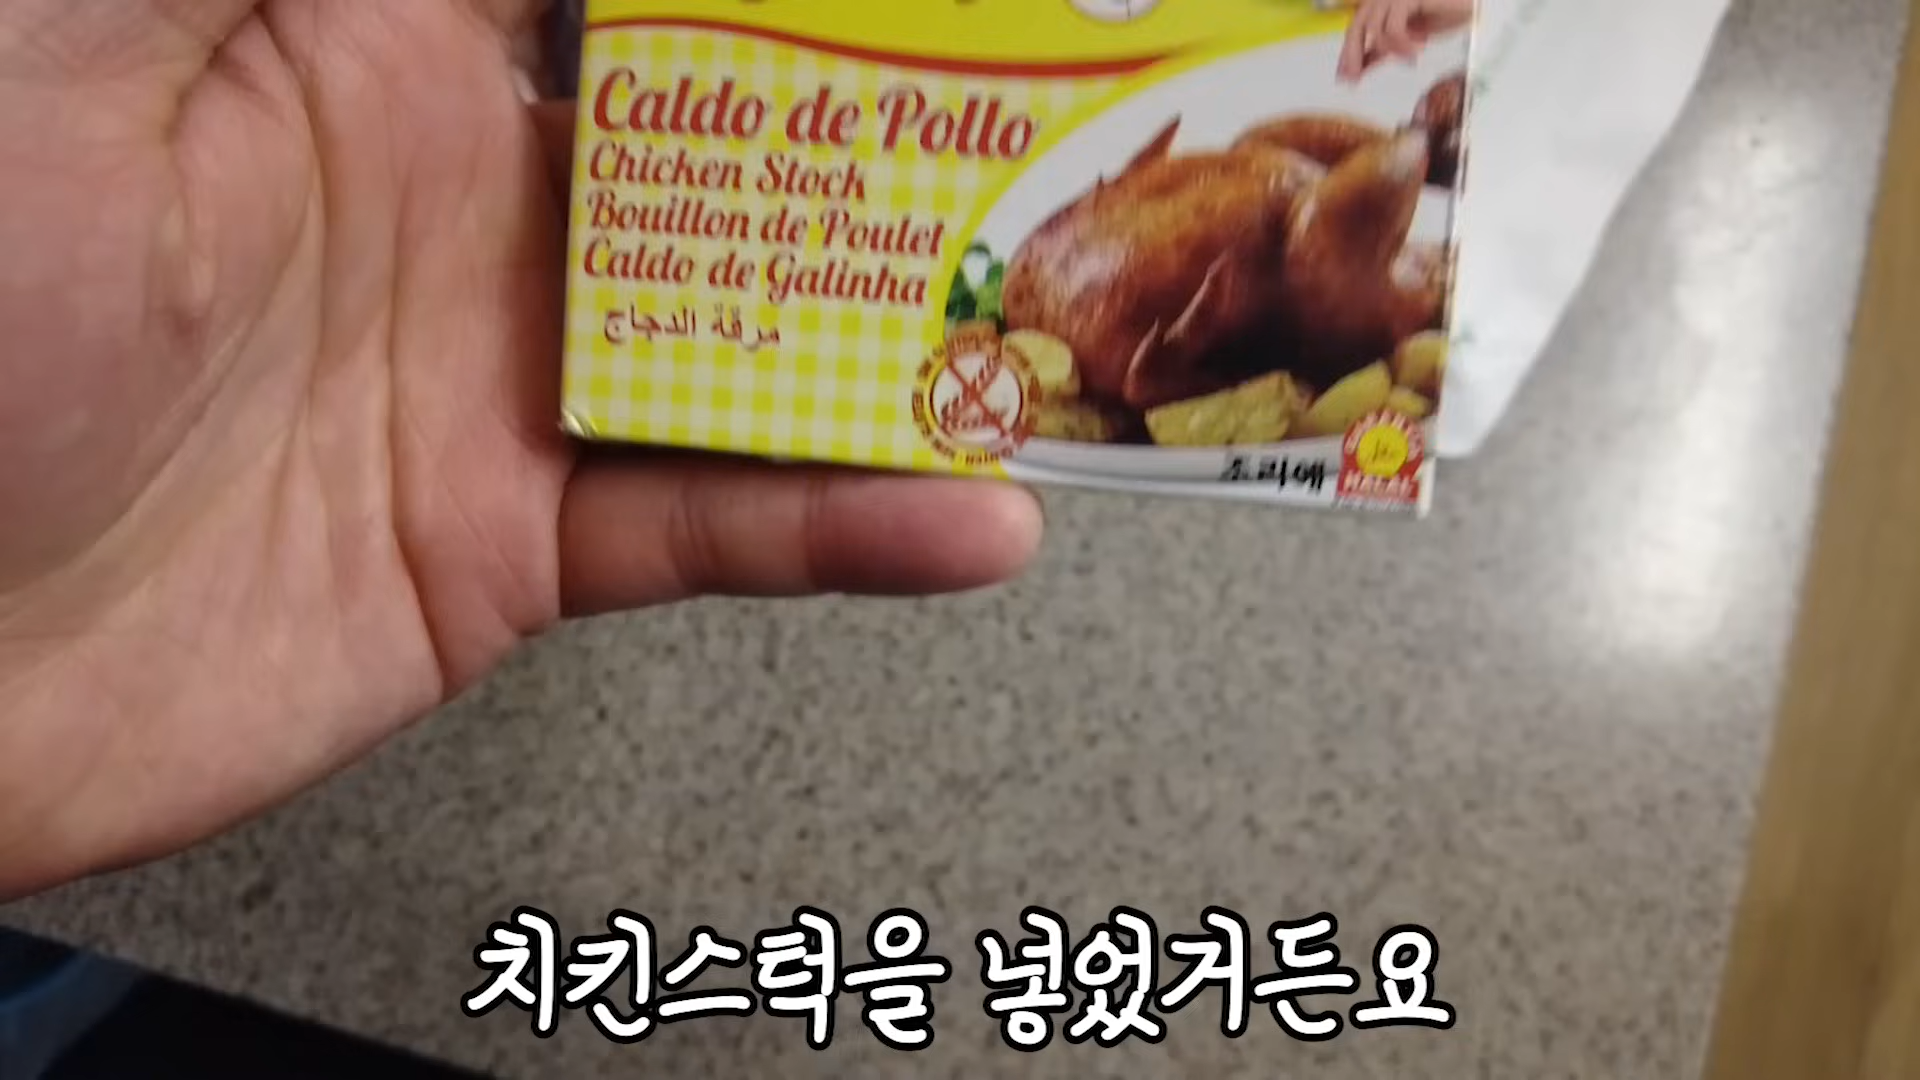 Caldo de Pollo
Chicken Stock
Bouillon de Poulet
Caldo de Galinha
مرقة الدجاج
HALAL
치킨스턱을 넣었거든요